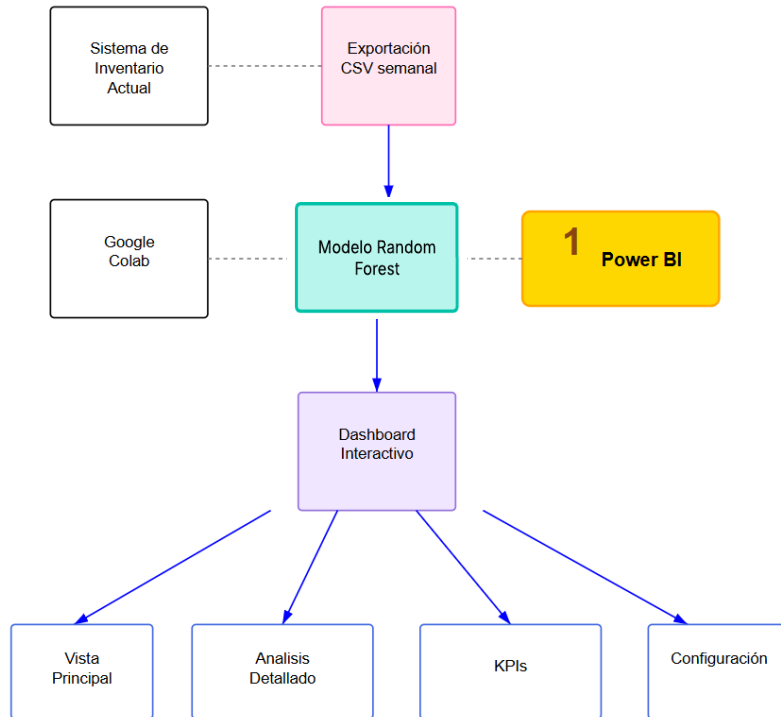 Sistema de
Inventario
Actual
Exportación
CSV semanal
Google
Colab
Modelo Random
Forest
1
Power BI
Dashboard
Interactivo
Vista
Principal
Analisis
Detallado
KPIs
Configuración